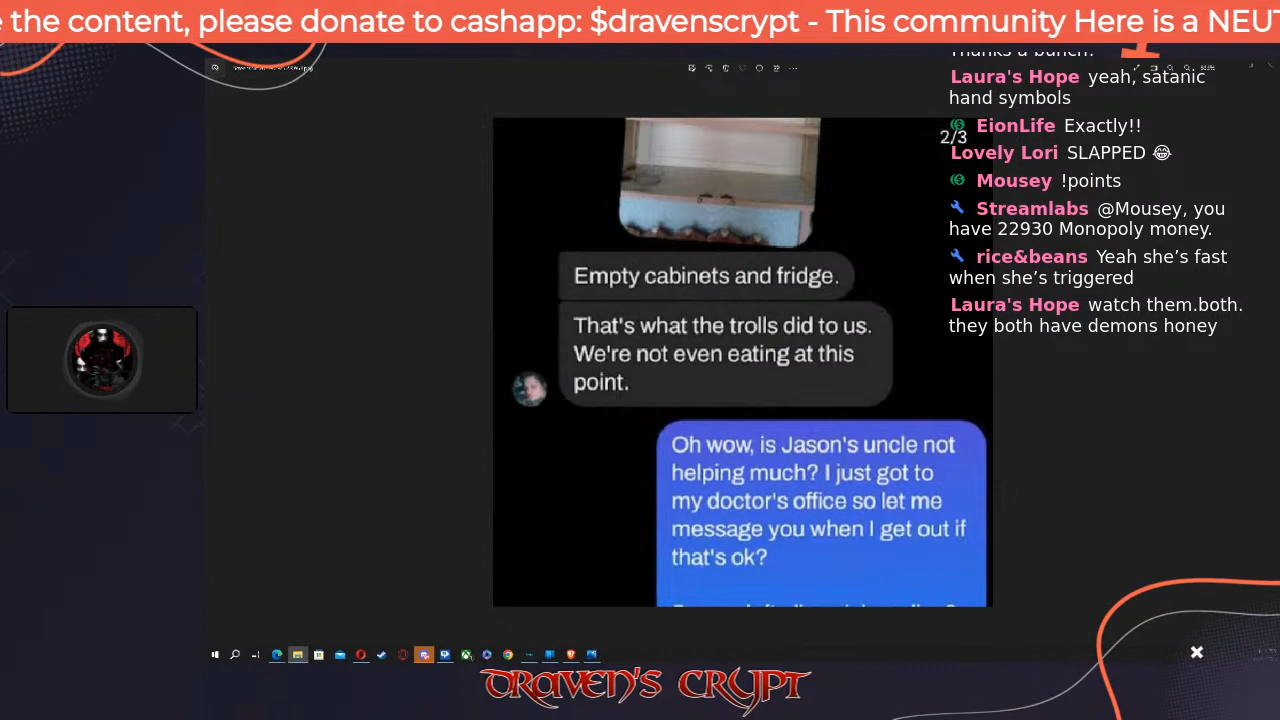 e the content, please donate to cashapp: $dravenscrypt - This community Here is a NEUT
Thanks a bunch!
Laura's Hope yeah, satanic
hand symbols
EionLife Exactly!!
Lovely Lori SLAPPED 😂
Mousey !points
Streamlabs @Mousey, you
have 22930 Monopoly money.
rice&beans Yeah she’s fast
when she’s triggered
Laura's Hope watch them.both.
they both have demons honey
2/3
Empty cabinets and fridge.
That's what the trolls did to us.
We're not even eating at this
point.
Oh wow, is Jason's uncle not
helping much? I just got to
my doctor's office so let me
message you when I get out if
that's ok?
DRAVEN'S CRYPT